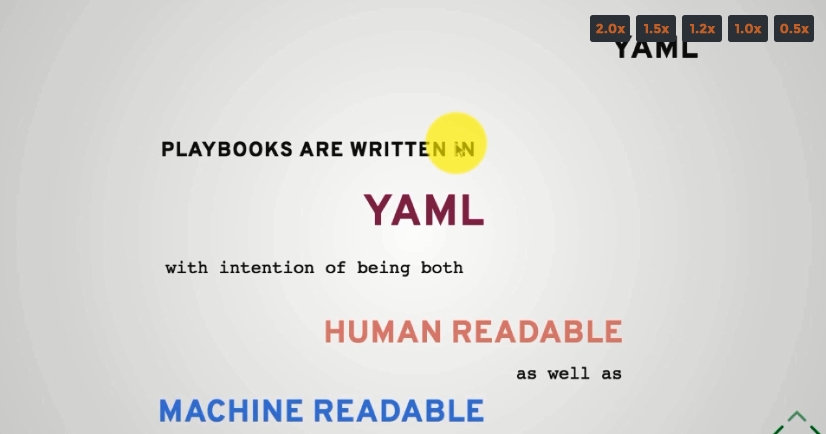 2.0x 1.5x 1.2x 1.0x 0.5x
YAML
PLAYBOOKS ARE WRITTEN IN
YAML
with intention of being both
HUMAN READABLE
as well as
MACHINE READABLE